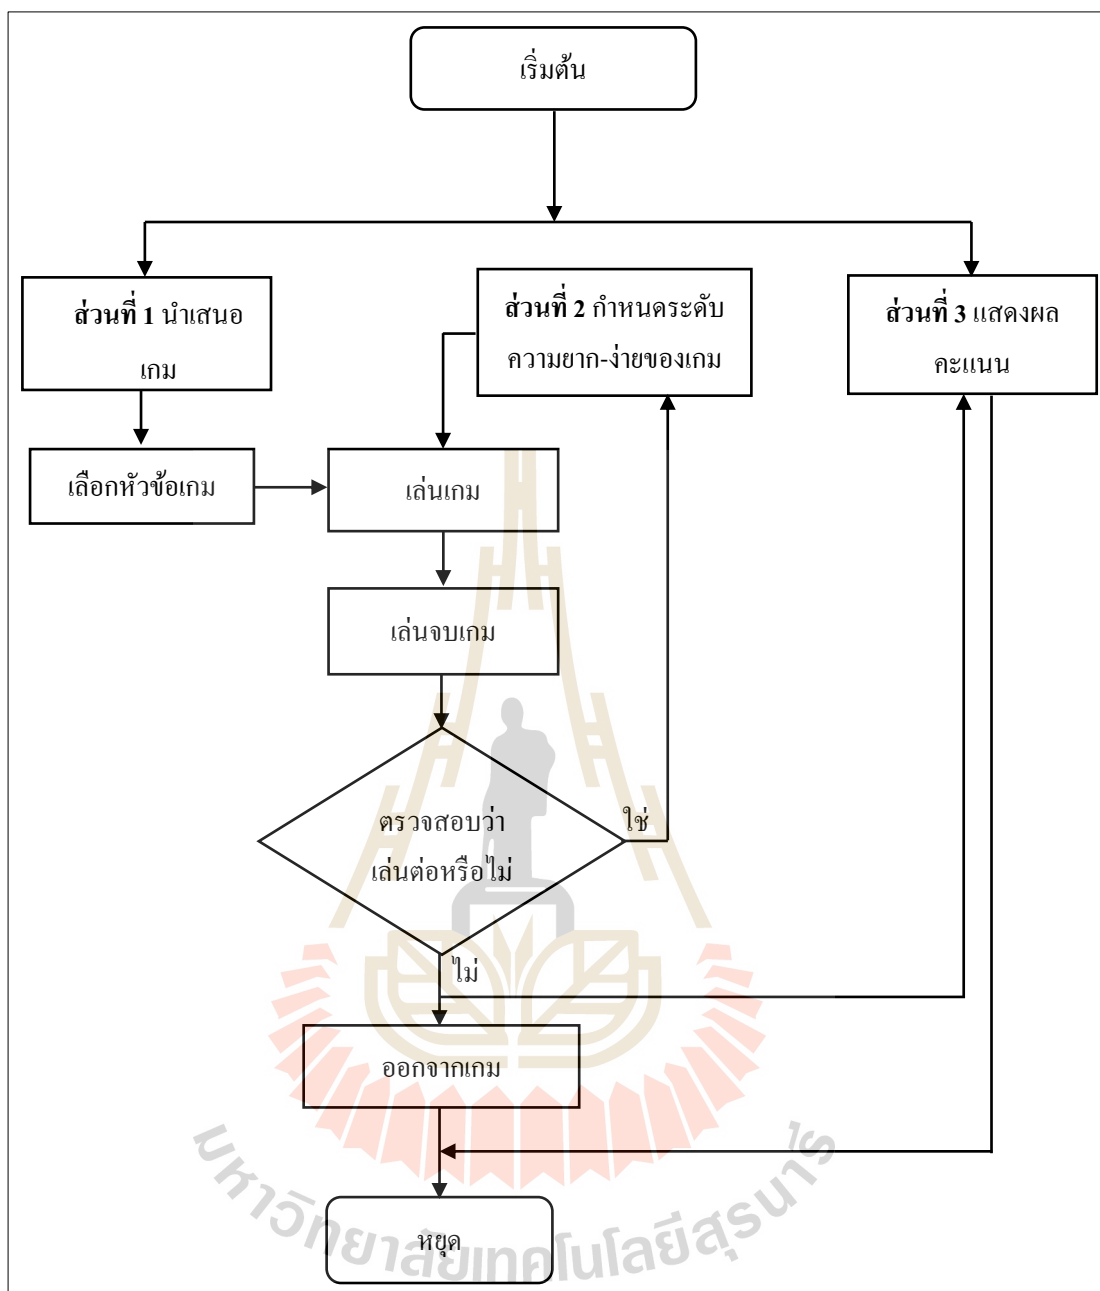 เริ่มต้น
ส่วนที่ 1 นำเสนอ
เกม
ส่วนที่ 2 กำหนดระดับ
ความยาก-ง่ายของเกม
ส่วนที่ 3 แสดงผล
คะแนน
เลือกหัวข้อเกม
เล่นเกม
เล่นจบเกม
ตรวจสอบว่า
เล่นต่อหรือไม่
ใช่
ไม่
ออกจากเกม
หยุด
มหาวิทยาลัยเทคโนโลยีสุรนารี